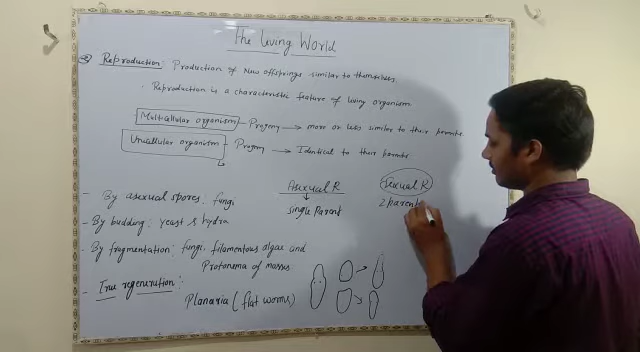 The Living World
③ Reproduction: Production of New offsprings similar to themselves
· Reproduction is a characteristic feature of living organism
Multicellular organism - Progeny → more or less similar to their parents
Unicellular organism - Progeny → Identical to their parents
Asexual R
single Parent
Sexual R
2 parent
- By asexual spores: fungi
- By budding: yeast & hydra
- By fragmentation: fungi, filamentous algae and
Protonema of mosses
- True regeneration:
Planaria (flat worms)